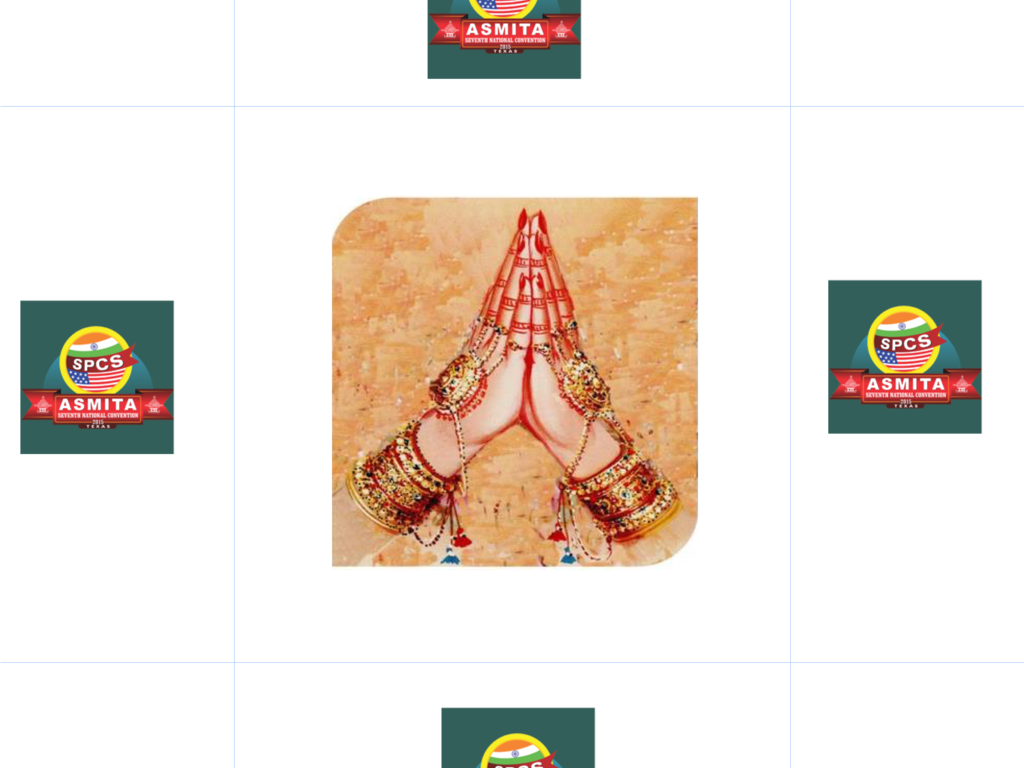 ASMITA
SEVENTH NATIONAL CONVENTION
2015
TEXAS
SPCS
ASMITA
SEVENTH NATIONAL CONVENTION
2015
TEXAS
SPCS
ASMITA
SEVENTH NATIONAL CONVENTION
2015
TEXAS
SPCS